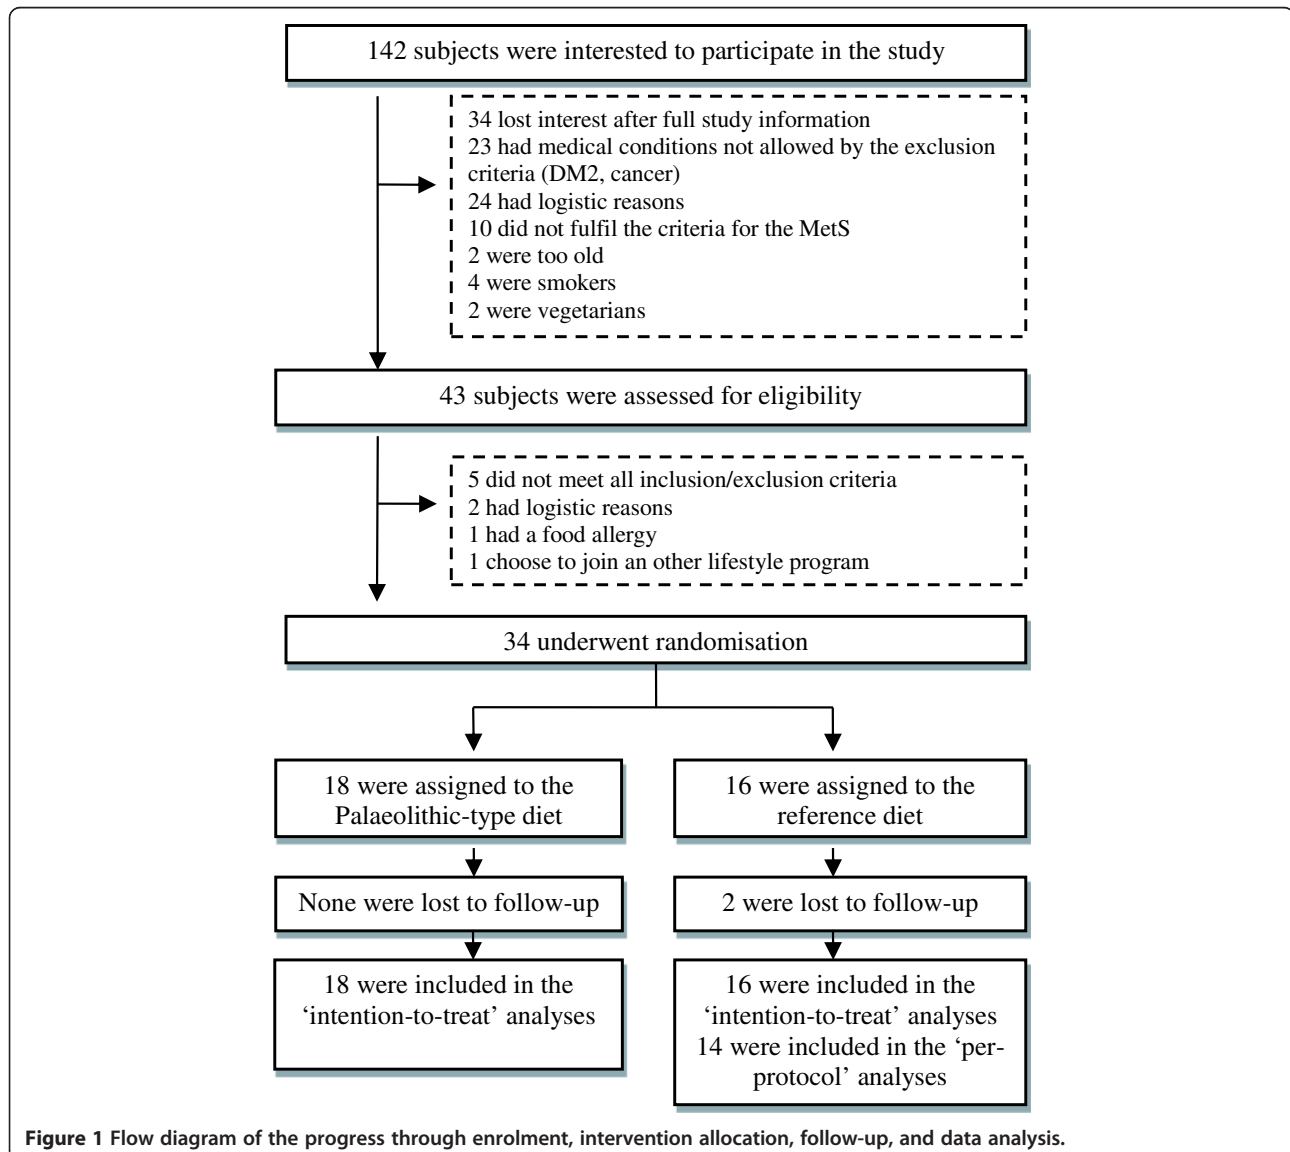 142 subjects were interested to participate in the study
34 lost interest after full study information
23 had medical conditions not allowed by the exclusion
criteria (DM2, cancer)
24 had logistic reasons
10 did not fulfil the criteria for the MetS
2 were too old
4 were smokers
2 were vegetarians
43 subjects were assessed for eligibility
5 did not meet all inclusion/exclusion criteria
2 had logistic reasons
1 had a food allergy
1 choose to join an other lifestyle program
34 underwent randomisation
18 were assigned to the
Palaeolithic-type diet
16 were assigned to the
reference diet
None were lost to follow-up
2 were lost to follow-up
18 were included in the
‘intention-to-treat’ analyses
16 were included in the
‘intention-to-treat’ analyses
14 were included in the ‘per-
protocol’ analyses
Figure 1 Flow diagram of the progress through enrolment, intervention allocation, follow-up, and data analysis.